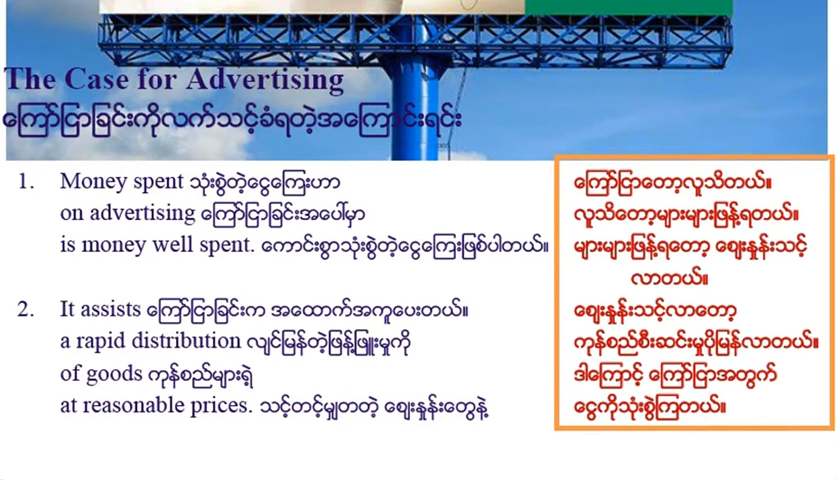 The Case for Advertising
ကြော်ငြာခြင်းကိုလက်သင့်ခံရတဲ့အကြောင်းရင်း
1. Money spent သုံးစွဲတဲ့ငွေကြေးဟာ
on advertising ကြော်ငြာခြင်းအပေါ်မှာ
is money well spent. ကောင်းစွာသုံးစွဲတဲ့ငွေကြေးဖြစ်ပါတယ်။
2. It assists ကြော်ငြာခြင်းက အထောက်အကူပေးတယ်။
a rapid distribution လျင်မြန်တဲ့ဖြန့်ဖြူးမှုကို
of goods ကုန်စည်များရဲ့
at reasonable prices. သင့်တင့်မျှတတဲ့ ဈေးနှုန်းတွေနဲ့
ကြော်ငြာတော့လူသိတယ်။
လူသိတော့များများဖြန့်ရတယ်။
များများဖြန့်ရတော့ ဈေးနှုန်းသင့်
လာတယ်။
ဈေးနှုန်းသင့်လာတော့
ကုန်စည်စီးဆင်းမှုပိုမြန်လာတယ်။
ဒါကြောင့် ကြော်ငြာအတွက်
ငွေကိုသုံးစွဲကြတယ်။